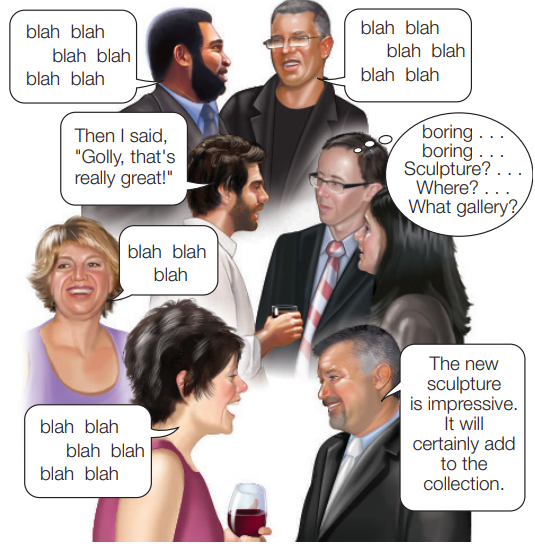 blah blah
blah blah
blah blah
blah blah
blah blah
blah blah
Then I said,
"Golly, that's
really great!"
boring . . .
boring . . .
Sculpture? . . .
Where? . . .
What gallery?
blah blah
blah
The new
sculpture
is impressive.
It will
certainly add
to the
collection.
blah blah
blah blah
blah blah